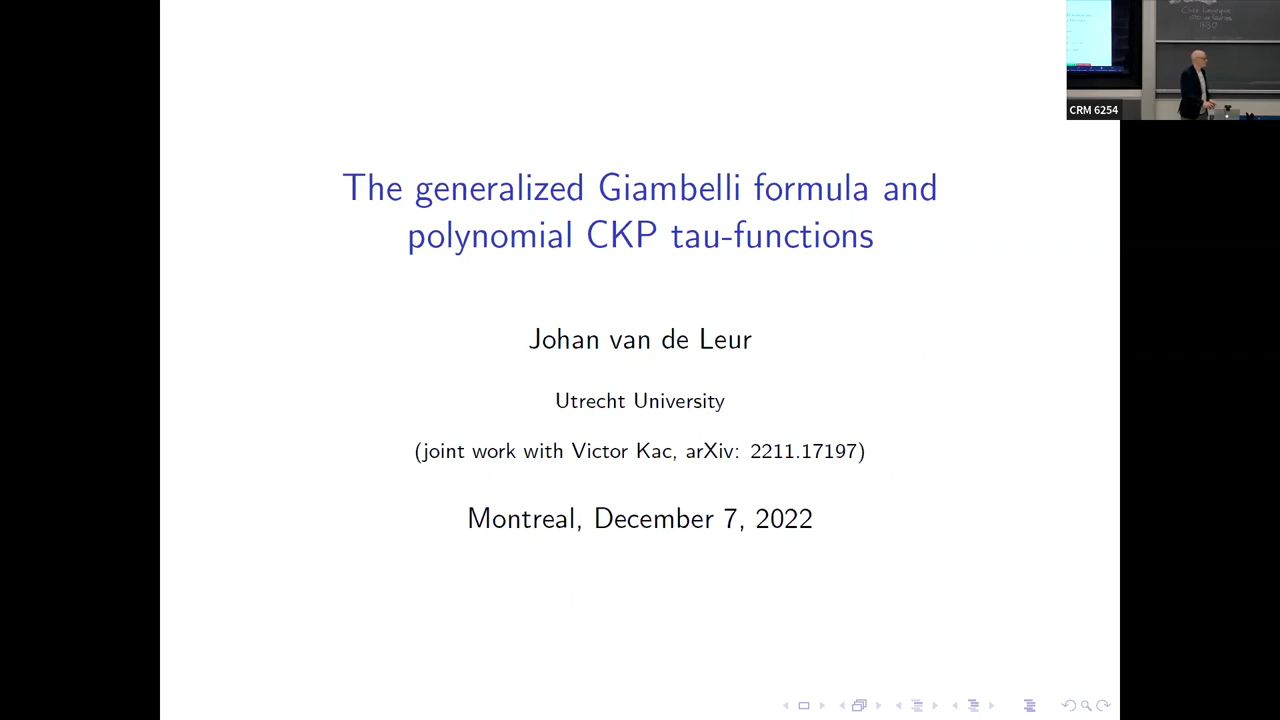 The generalized Giambelli formula and
polynomial CKP tau-functions
Johan van de Leur
Utrecht University
(joint work with Victor Kac, arXiv: 2211.17197)
Montreal, December 7, 2022
CRM 6254